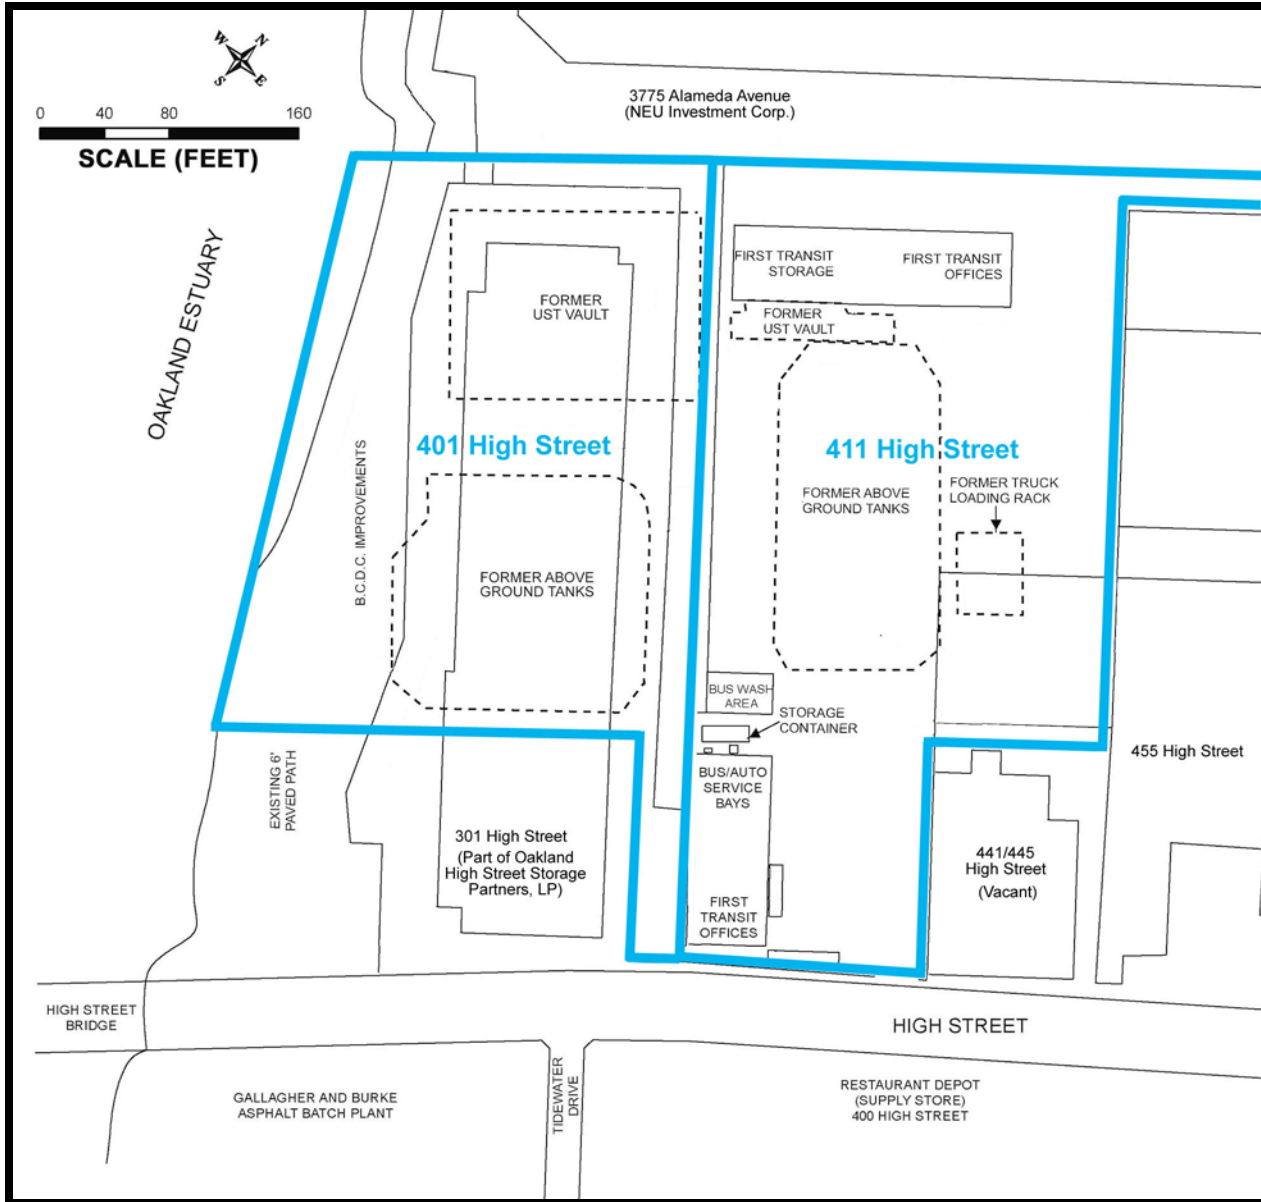 W
N
S
E
0 40 80 160
SCALE (FEET)
3775 Alameda Avenue
(NEU Investment Corp.)
OAKLAND ESTUARY
FIRST TRANSIT
STORAGE
FIRST TRANSIT
OFFICES
FORMER
UST VAULT
FORMER
UST VAULT
401 High Street
411 High Street
B.C.D.C. IMPROVEMENTS
FORMER ABOVE
GROUND TANKS
FORMER TRUCK
LOADING RACK
FORMER ABOVE
GROUND TANKS
BUS WASH
AREA
STORAGE
CONTAINER
455 High Street
EXISTING 6'
PAVED PATH
BUS/AUTO
SERVICE
BAYS
301 High Street
(Part of Oakland
High Street Storage
Partners, LP)
441/445
High Street
(Vacant)
FIRST
TRANSIT
OFFICES
HIGH STREET
BRIDGE
HIGH STREET
GALLAGHER AND BURKE
ASPHALT BATCH PLANT
TIDEWATER
DRIVE
RESTAURANT DEPOT
(SUPPLY STORE)
400 HIGH STREET